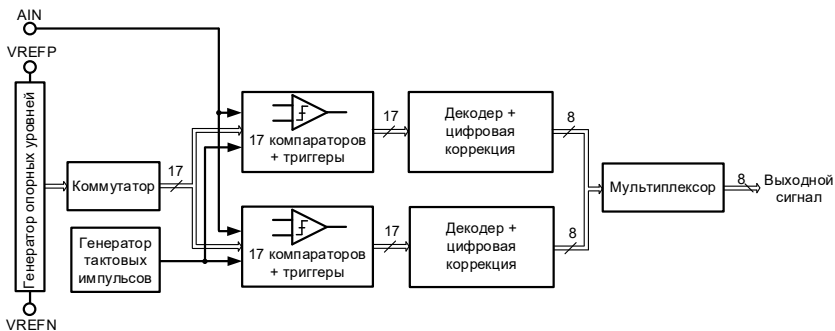 AIN
VREFP
Генератор опорных уровней
VREFN
Коммутатор
17
Генератор
тактовых
импульсов
17 компараторов
+ триггеры
17
Декодер +
цифровая
коррекция
8
17 компараторов
+ триггеры
17
Декодер +
цифровая
коррекция
8
Мультиплексор
8
Выходной
сигнал